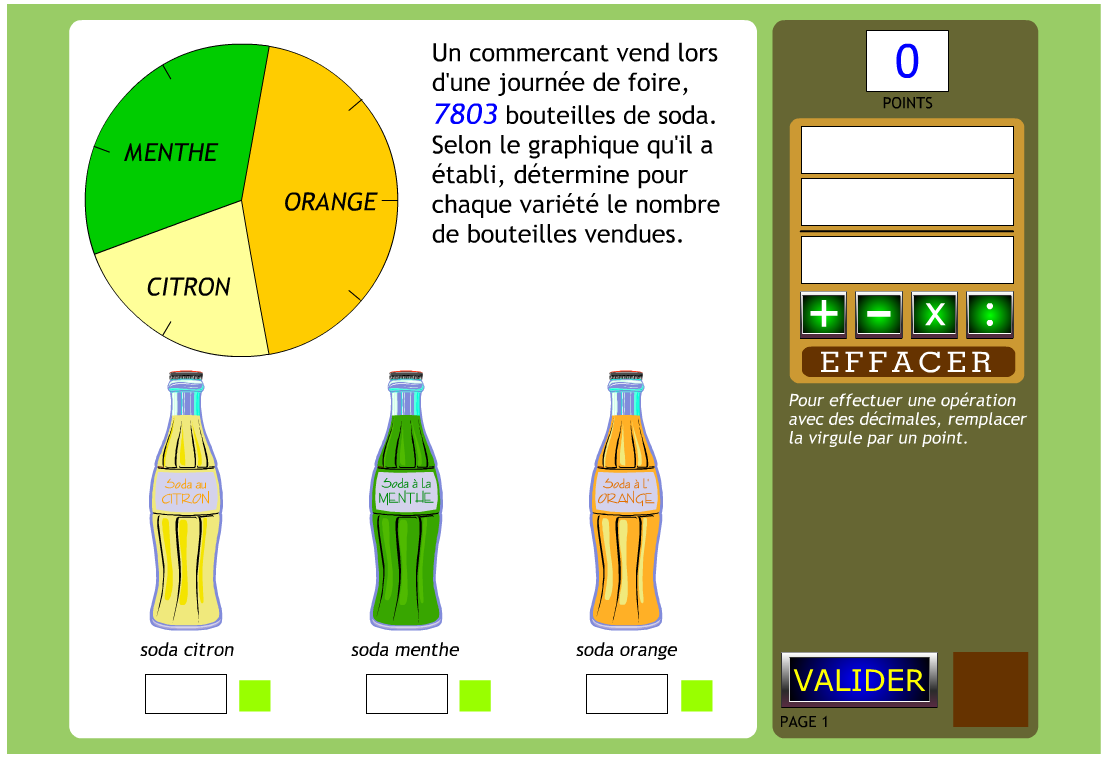 MENTHE
ORANGE
CITRON
Un commercant vend lors
d'une journée de foire,
7803 bouteilles de soda.
Selon le graphique qu'il a
établi, détermine pour
chaque variété le nombre
de bouteilles vendues.
Soda au
CITRON
Soda à la
MENTHE
Soda à L'
ORANGE
soda citron
soda menthe
soda orange
0
POINTS
+ - x :
EFFACER
Pour effectuer une opération
avec des décimales, remplacer
la virgule par un point.
VALIDER
PAGE 1